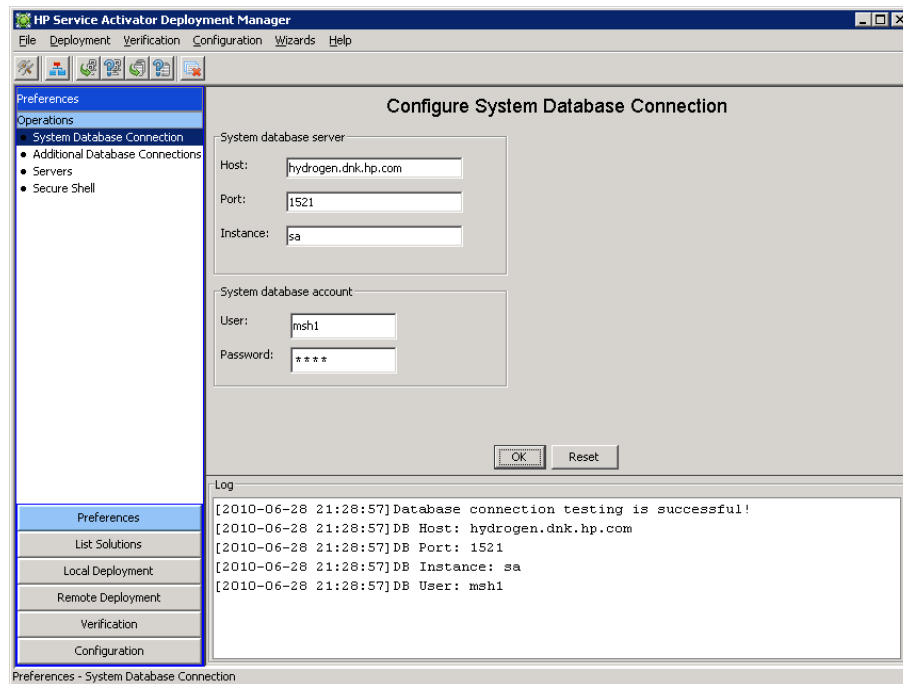 HP Service Activator Deployment Manager
File Deployment Verification Configuration Wizards Help
Preferences
Operations
System Database Connection
Additional Database Connections
Servers
Secure Shell
Configure System Database Connection
System database server
Host: hydrogen.dnk.hp.com
Port: 1521
Instance: sa
System database account
User: msh1
Password: ****
OK Reset
Preferences
List Solutions
Local Deployment
Remote Deployment
Verification
Configuration
Log
[2010-06-28 21:28:57]Database connection testing is successful!
[2010-06-28 21:28:57]DB Host: hydrogen.dnk.hp.com
[2010-06-28 21:28:57]DB Port: 1521
[2010-06-28 21:28:57]DB Instance: sa
[2010-06-28 21:28:57]DB User: msh1
Preferences - System Database Connection